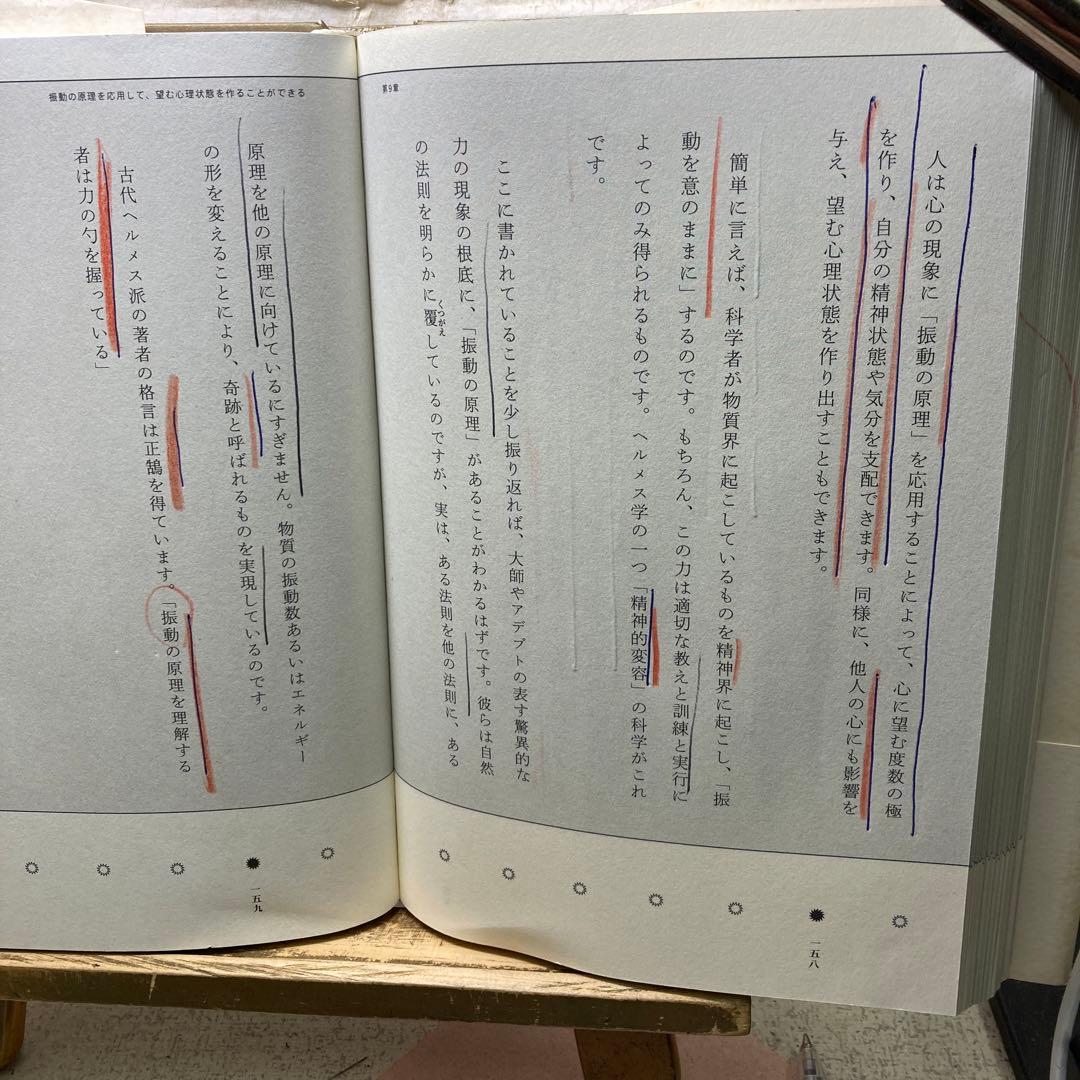 第9章
人は心の現象に「振動の原理」を応用することによって、心に望む度数の極
を作り、自分の精神状態や気分を支配できます。同様に、他人の心にも影響を
与え、望む心理状態を作り出すこともできます。
簡単に言えば、科学者が物質界に起こしているものを精神界に起こし、「振
動を意のままに」するのです。もちろん、この力は適切な教えと訓練と実行に
よってのみ得られるものです。ヘルメス学の一つ「精神的変容」の科学がこれ
です。
ここに書かれていることを少し振り返れば、大師やアデプトの表す驚異的な
力の現象の根底に、「振動の原理」があることがわかるはずです。彼らは自然
の法則を明らかに覆くつがえしているのですが、実は、ある法則を他の法則に、ある
一五八
振動の原理を応用して、望む心理状態を作ることができる
原理を他の原理に向けているにすぎません。物質の振動数あるいはエネルギー
の形を変えることにより、奇跡と呼ばれるものを実現しているのです。
古代ヘルメス派の著者の格言は正鵠を得ています。「振動の原理を理解する
者は力の勺を握っている」
一五九